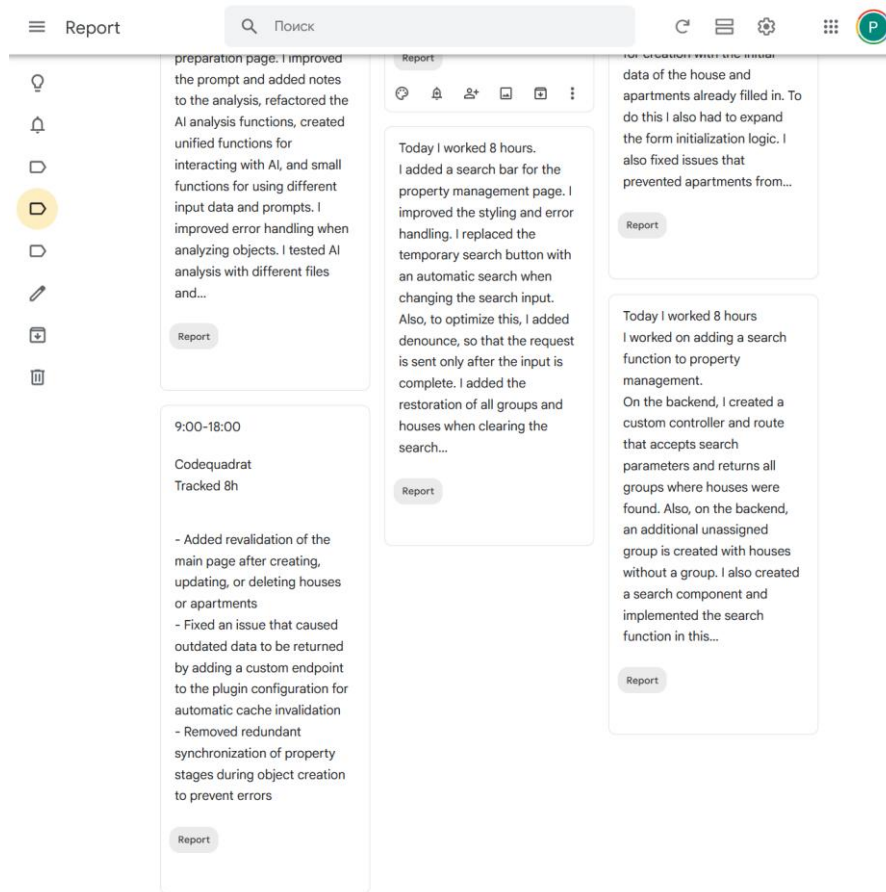 Report
Поиск
P
preparation page. I improved
the prompt and added notes
to the analysis, refactored the
AI analysis functions, created
unified functions for
interacting with AI, and small
functions for using different
input data and prompts. I
improved error handling when
analyzing objects. I tested AI
analysis with different files
and...
Report
9:00-18:00
Codequadrat
Tracked 8h
- Added revalidation of the
main page after creating,
updating, or deleting houses
or apartments
- Fixed an issue that caused
outdated data to be returned
by adding a custom endpoint
to the plugin configuration for
automatic cache invalidation
- Removed redundant
synchronization of property
stages during object creation
to prevent errors
Report
Report
Today I worked 8 hours.
I added a search bar for the
property management page. I
improved the styling and error
handling. I replaced the
temporary search button with
an automatic search when
changing the search input.
Also, to optimize this, I added
denounce, so that the request
is sent only after the input is
complete. I added the
restoration of all groups and
houses when clearing the
search...
Report
for creation with the initial
data of the house and
apartments already filled in. To
do this I also had to expand
the form initialization logic. I
also fixed issues that
prevented apartments from...
Report
Today I worked 8 hours
I worked on adding a search
function to property
management.
On the backend, I created a
custom controller and route
that accepts search
parameters and returns all
groups where houses were
found. Also, on the backend,
an additional unassigned
group is created with houses
without a group. I also created
a search component and
implemented the search
function in this...
Report